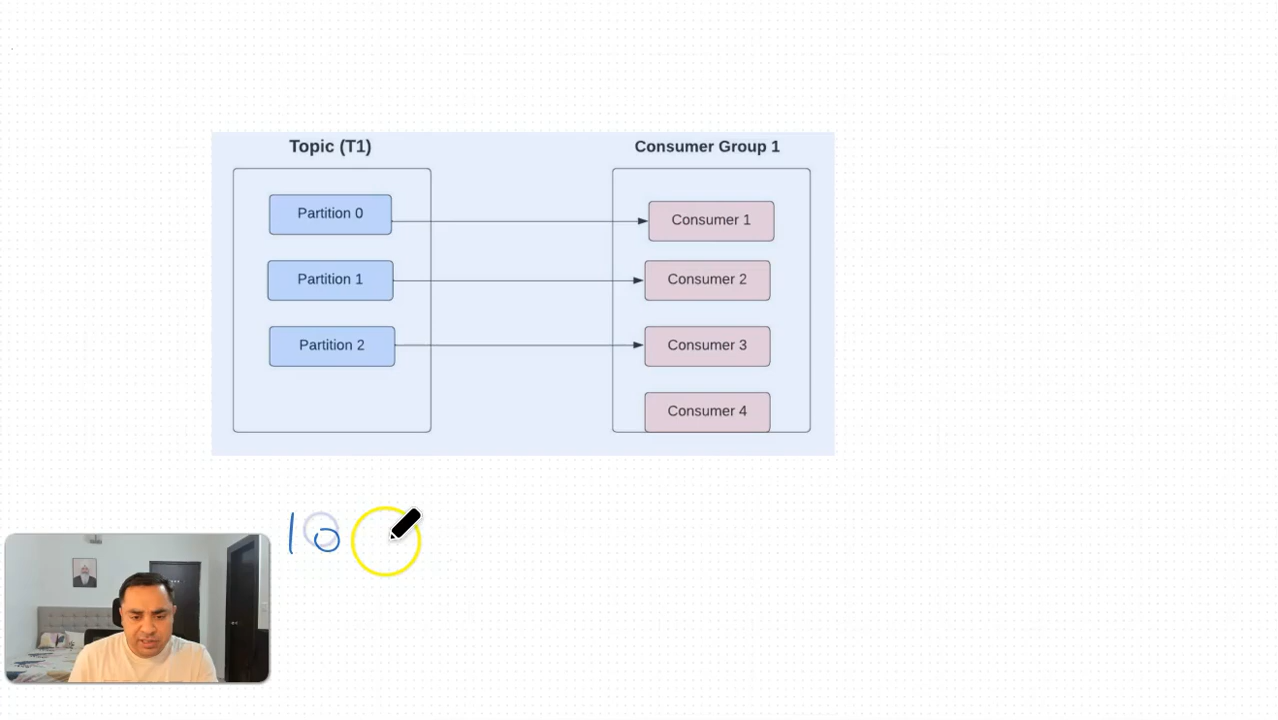 Topic (T1)
Consumer Group 1
Partition 0
Consumer 1
Partition 1
Consumer 2
Partition 2
Consumer 3
Consumer 4
10